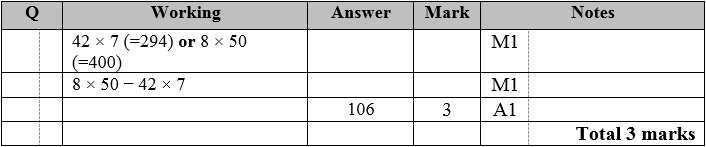 Q Working Answer Mark Notes
42 × 7 (=294) or 8 × 50 M1
(=400)
8 × 50 − 42 × 7 M1
106 3 A1
Total 3 marks